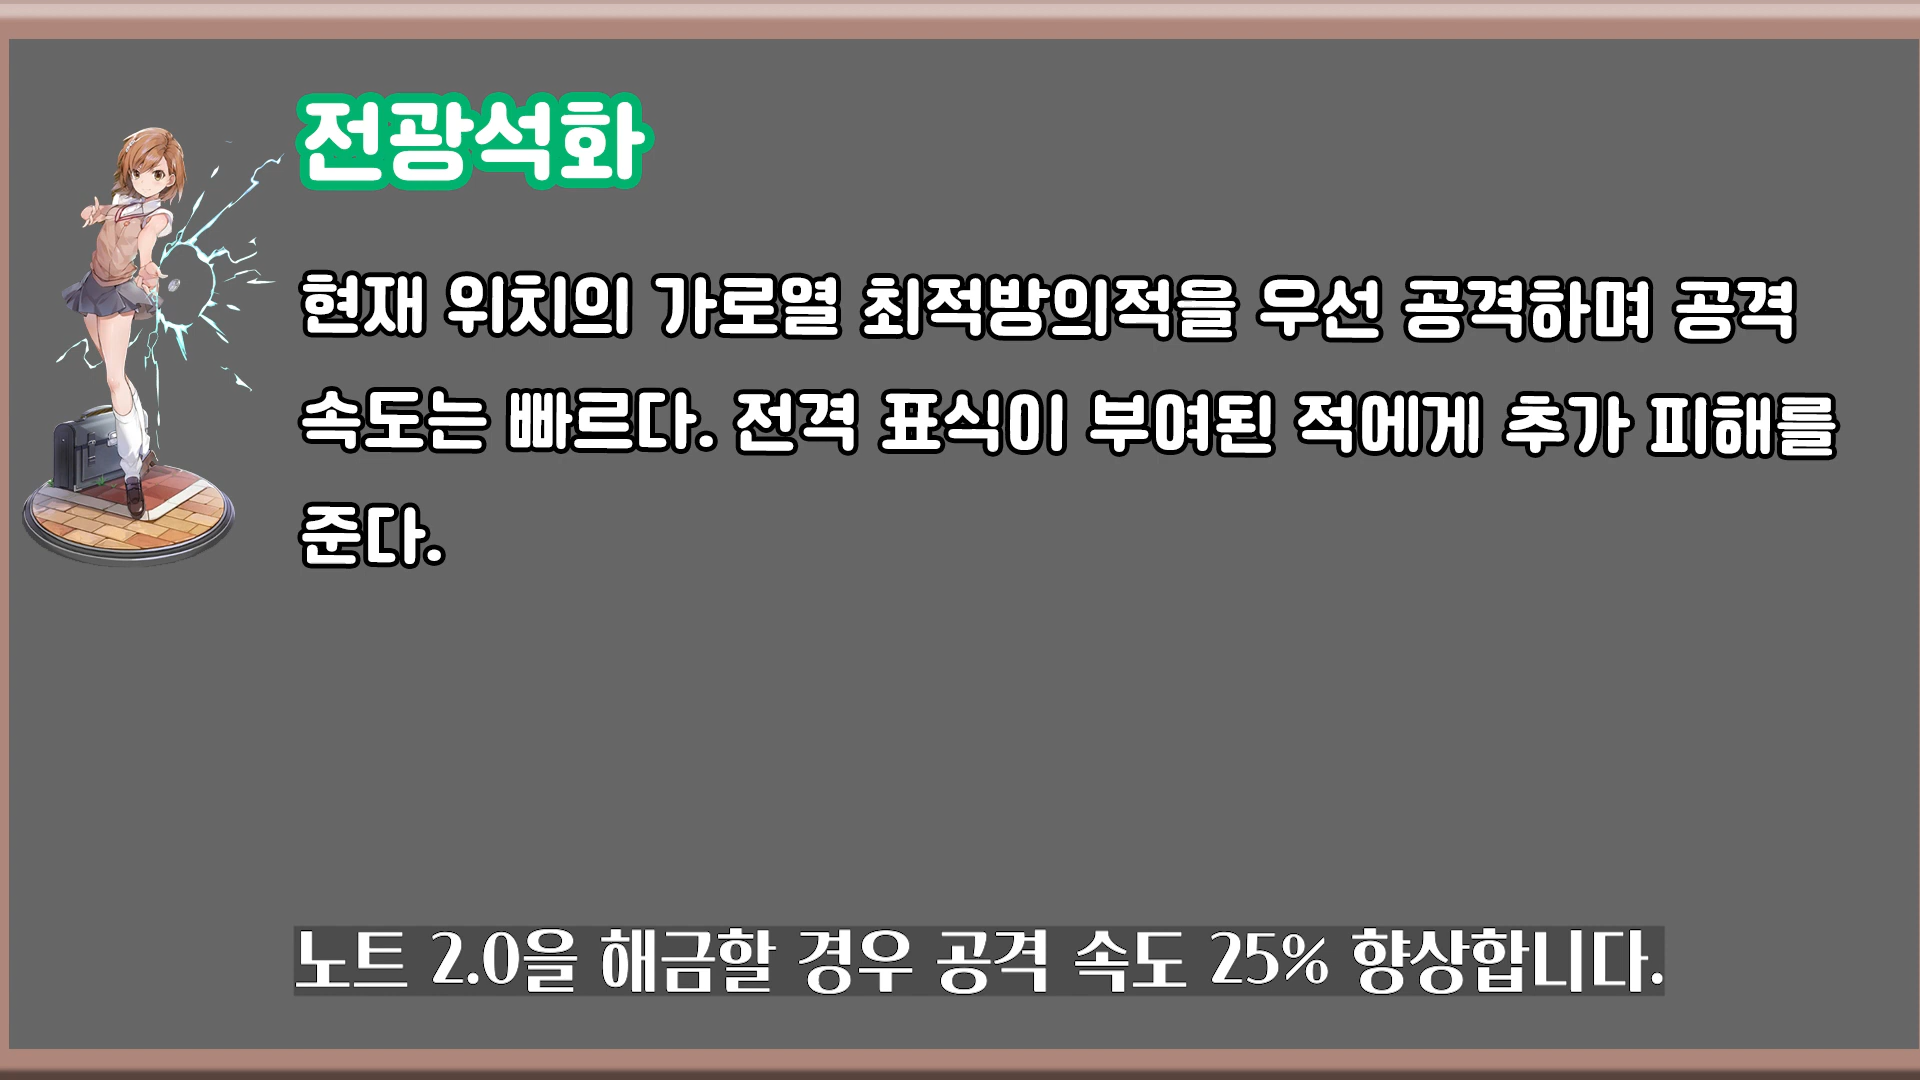 전광석화
현재 위치의 가로열 최적방의적을 우선 공격하며 공격
속도는 빠르다. 전격 표식이 부여된 적에게 추가 피해를
준다.
노트 2.0을 해금할 경우 공격 속도 25% 향상합니다.